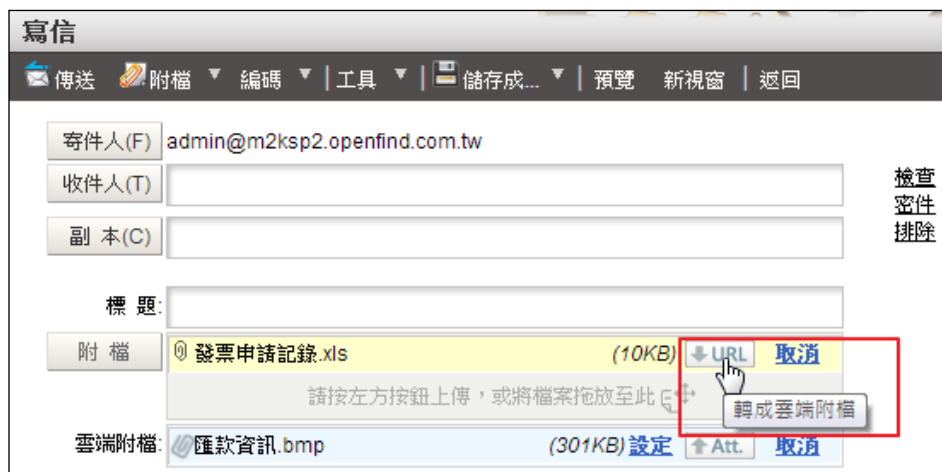 寫信
傳送 附檔 ▼ 編碼 ▼ | 工具 ▼ | 儲存成... ▼ | 預覽 新視窗 | 返回
寄件人(F) admin@m2ksp2.openfind.com.tw
收件人(T) 檢查
密件
副 本(C) 排除
標 題:
附 檔 發票申請記錄.xls (10KB) URL 取消
請按左方按鈕上傳,或將檔案拖放至此
轉成雲端附檔
雲端附檔: 匯款資訊.bmp (301KB) 設定 Att. 取消